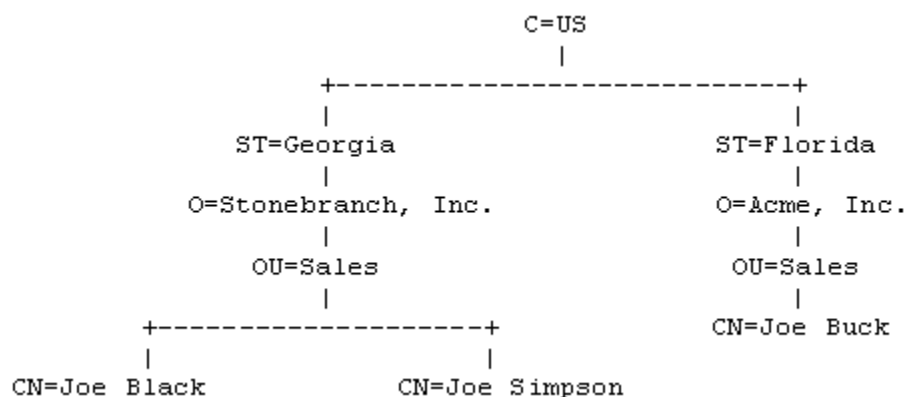 C=US
|
+----------------------------+
| |
ST=Georgia ST=Florida
| |
O=Stonebranch, Inc. O=Acme, Inc.
| |
OU=Sales OU=Sales
| |
+--------------------+ CN=Joe Buck
| |
CN=Joe Black CN=Joe Simpson